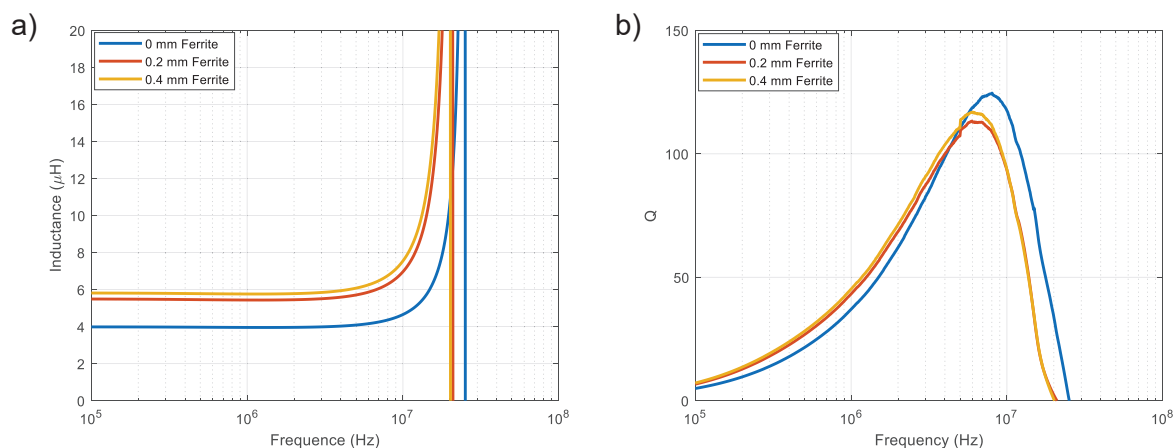 a)
20
18
16
14
12
10
8
6
4
2
0
Inductance (μH)
0 mm Ferrite
0.2 mm Ferrite
0.4 mm Ferrite
10^5 10^6 10^7 10^8
Frequence (Hz)
b)
150
100
50
0
Q
0 mm Ferrite
0.2 mm Ferrite
0.4 mm Ferrite
10^5 10^6 10^7 10^8
Frequency (Hz)